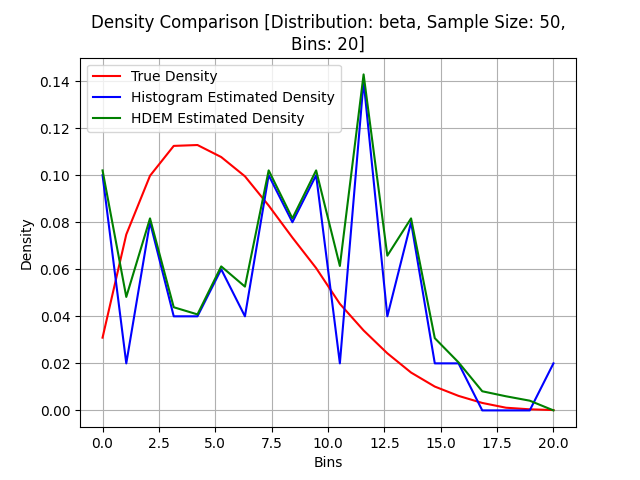 Density Comparison [Distribution: beta, Sample Size: 50,
Bins: 20]
True Density
Histogram Estimated Density
HDEM Estimated Density
Density
0.14
0.12
0.10
0.08
0.06
0.04
0.02
0.00
0.0 2.5 5.0 7.5 10.0 12.5 15.0 17.5 20.0
Bins